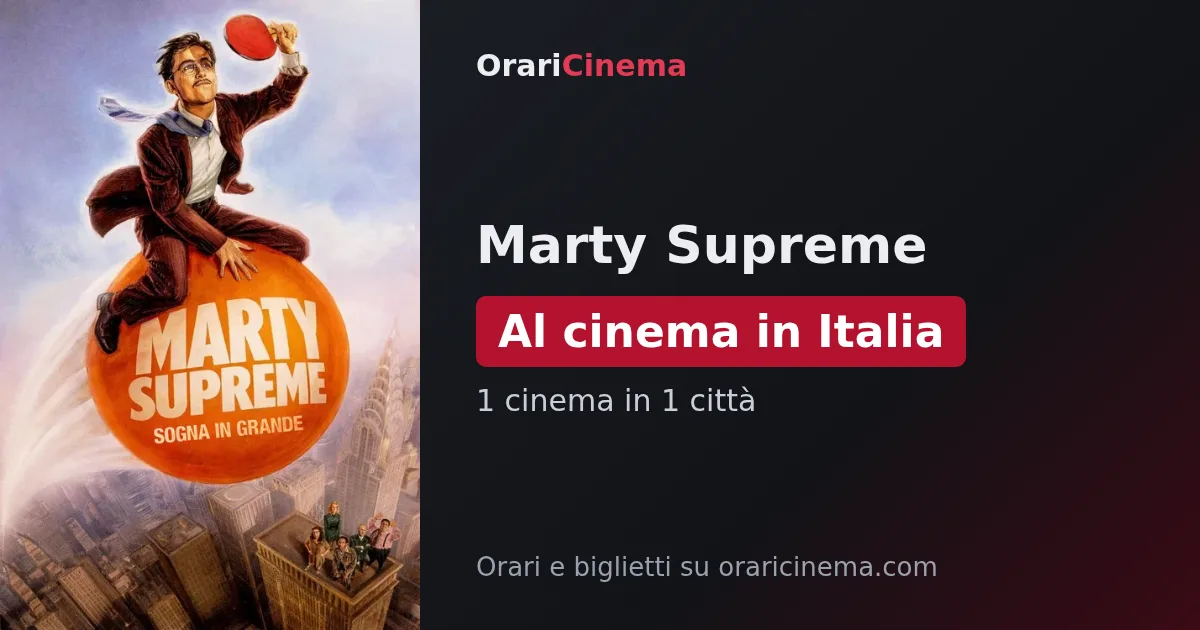 MARTY
SUPREME
SOGNA IN GRANDE
OrariCinema
Marty Supreme
Al cinema in Italia
1 cinema in 1 città
Orari e biglietti su oraricinema.com